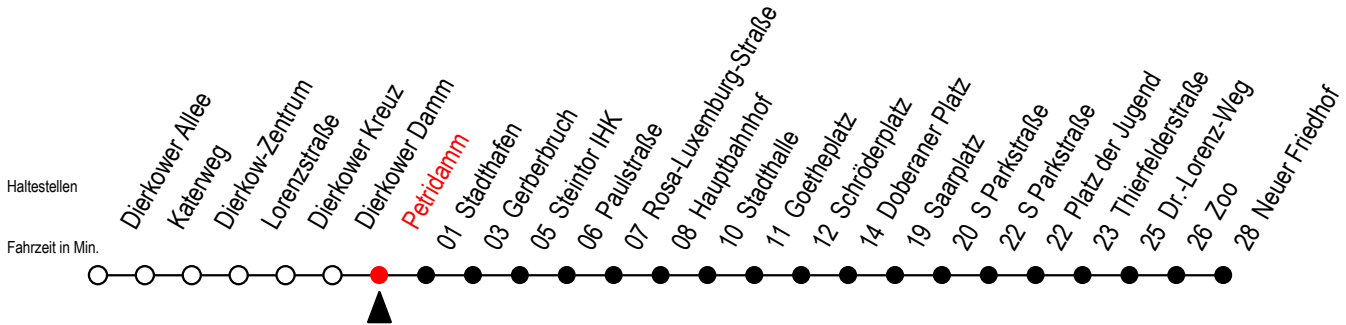 Haltestellen
Fahrzeit in Min.
Dierkower Allee
Katerweg
Dierkow-Zentrum
Lorenzstraße
Dierkower Kreuz
Dierkower Damm
Petridamm
01 Stadthafen
03 Gerberbruch
05 Steintor IHK
06 Paulstraße
07 Rosa-Luxemburg-Straße
08 Hauptbahnhof
10 Stadthalle
11 Goetheplatz
12 Schröderplatz
14 Doberaner Platz
19 Saarplatz
20 S Parkstraße
22 S Parkstraße
22 Platz der Jugend
23 Thierfelderstraße
25 Dr.-Lorenz-Weg
26 Zoo
28 Neuer Friedhof